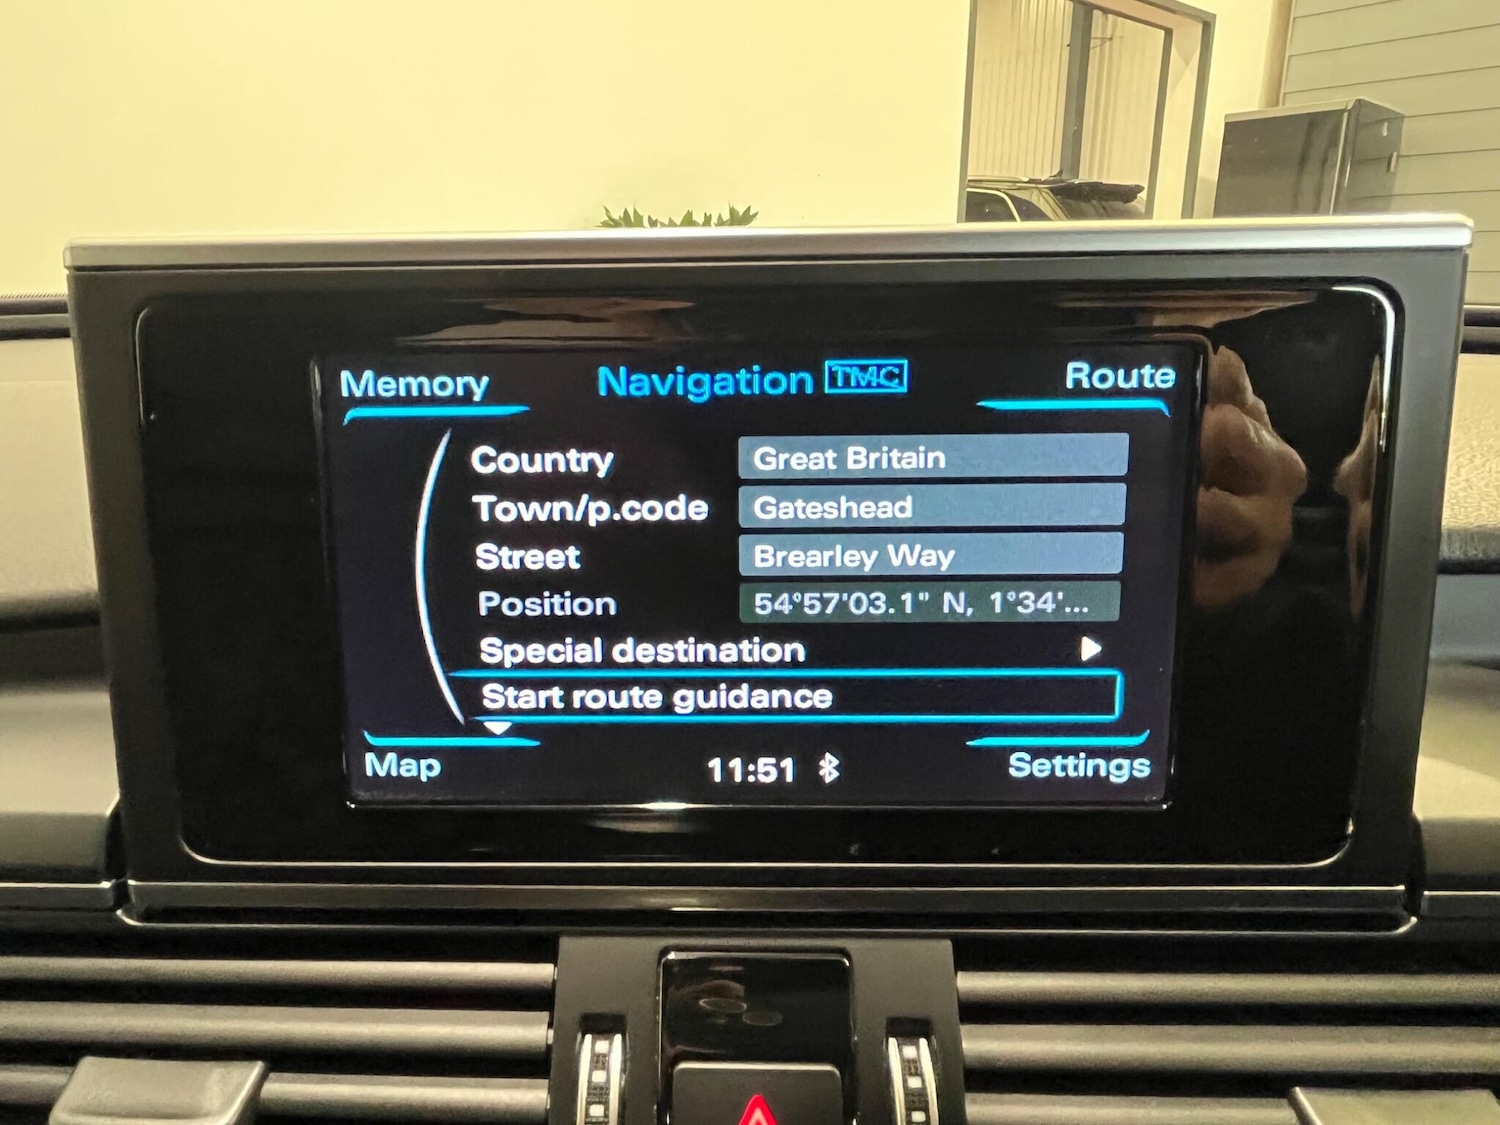 Memory Navigation TMC Route
Country Great Britain
Town/p.code Gateshead
Street Brearley Way
Position 54°57'03.1" N, 1°34'...
Special destination
Start route guidance
Map 11:51 Settings